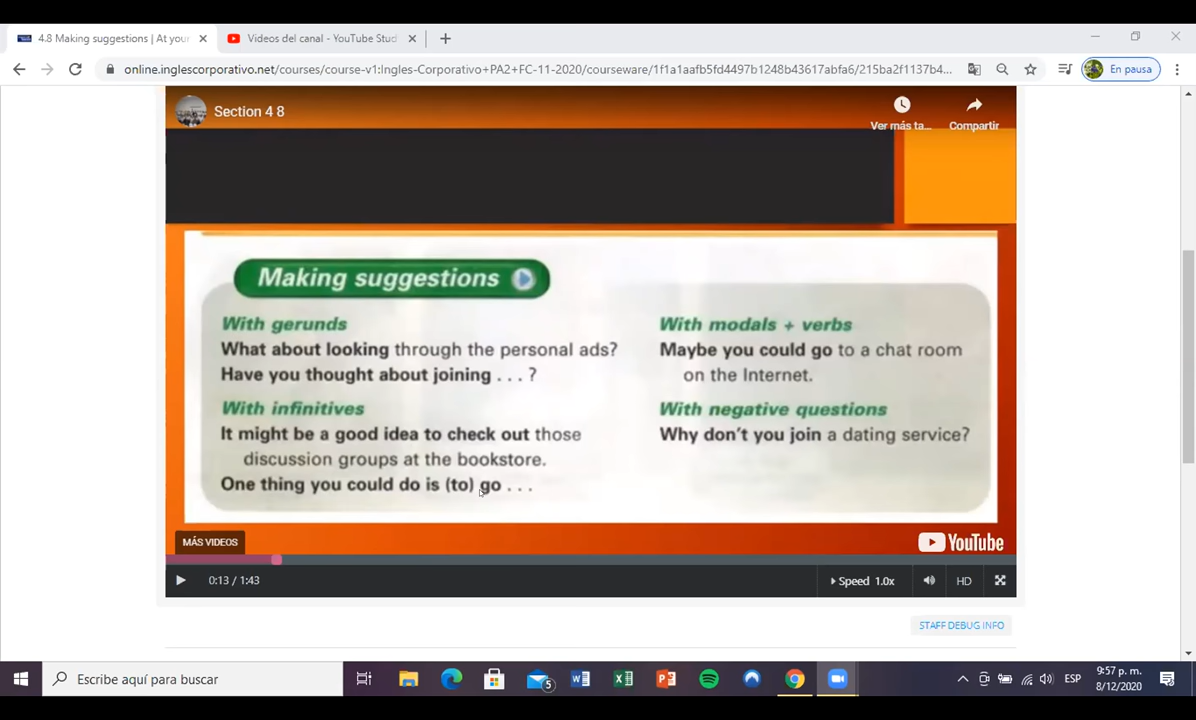 4.8 Making suggestions | At your
Videos del canal - YouTube Stud
online.inglescorporativo.net/courses/course-v1:Ingles-Corporativo+PA2+FC-11-2020/courseware/1f1a1aafb5fd4497b1248b43617abfa6/215ba2f1137b4...
En pausa
Section 4 8
Ver más ta...
Compartir
Making suggestions
With gerunds
What about looking through the personal ads?
Have you thought about joining . . . ?
With infinitives
It might be a good idea to check out those
discussion groups at the bookstore.
One thing you could do is (to) go . . .
With modals + verbs
Maybe you could go to a chat room
on the Internet.
With negative questions
Why don't you join a dating service?
MÁS VIDEOS
YouTube
0:13 / 1:43
Speed 1.0x
HD
STAFF DEBUG INFO
Escribe aquí para buscar
5
ESP
9:57 p. m.
8/12/2020